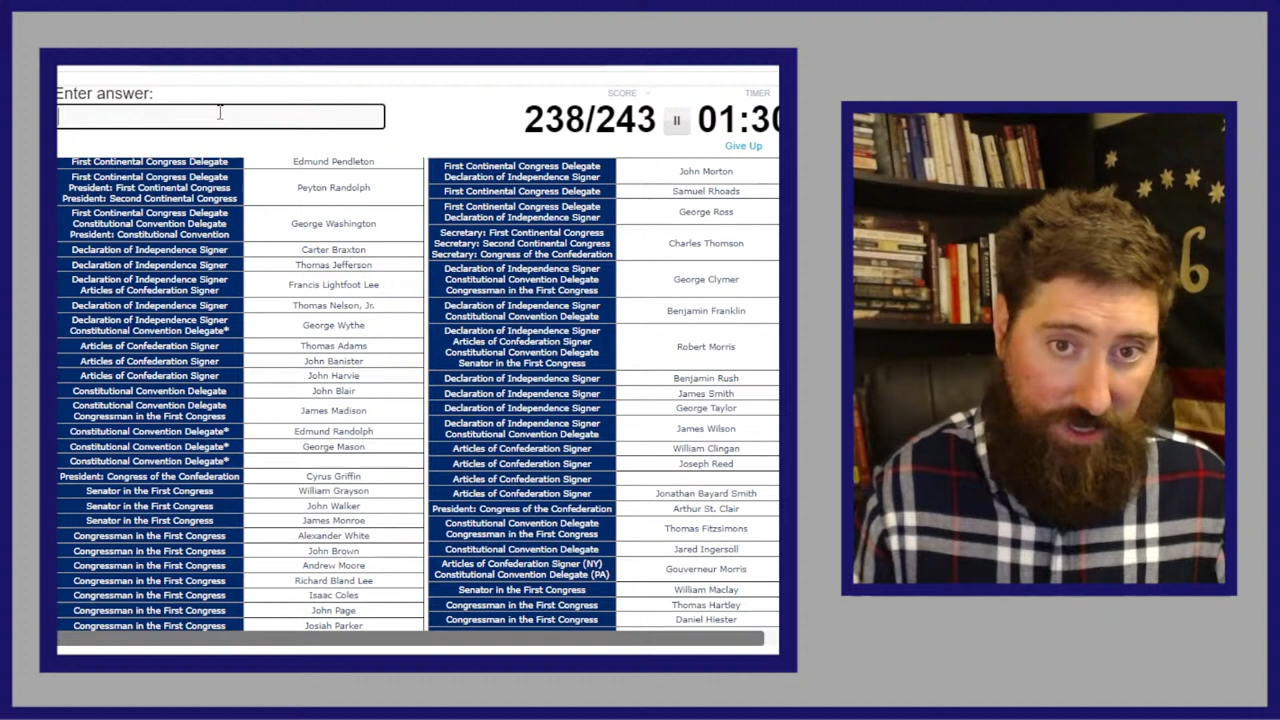 Enter answer:
SCORE
TIMER
238/243
01:30
Give Up
First Continental Congress Delegate
Edmund Pendleton
First Continental Congress Delegate
President: First Continental Congress
President: Second Continental Congress
Peyton Randolph
First Continental Congress Delegate
Constitutional Convention Delegate
President: Constitutional Convention
George Washington
Declaration of Independence Signer
Carter Braxton
Declaration of Independence Signer
Thomas Jefferson
Declaration of Independence Signer
Articles of Confederation Signer
Francis Lightfoot Lee
Declaration of Independence Signer
Thomas Nelson, Jr.
Declaration of Independence Signer
Constitutional Convention Delegate*
George Wythe
Articles of Confederation Signer
Thomas Adams
Articles of Confederation Signer
John Banister
Articles of Confederation Signer
John Harvie
Constitutional Convention Delegate
John Blair
Constitutional Convention Delegate
Congressman in the First Congress
James Madison
Constitutional Convention Delegate*
Edmund Randolph
Constitutional Convention Delegate*
George Mason
Constitutional Convention Delegate*
President: Congress of the Confederation
Cyrus Griffin
Senator in the First Congress
William Grayson
Senator in the First Congress
John Walker
Senator in the First Congress
James Monroe
Congressman in the First Congress
Alexander White
Congressman in the First Congress
John Brown
Congressman in the First Congress
Andrew Moore
Congressman in the First Congress
Richard Bland Lee
Congressman in the First Congress
Isaac Coles
Congressman in the First Congress
John Page
Congressman in the First Congress
Josiah Parker
First Continental Congress Delegate
Declaration of Independence Signer
John Morton
First Continental Congress Delegate
Samuel Rhoads
First Continental Congress Delegate
Declaration of Independence Signer
George Ross
Secretary: First Continental Congress
Secretary: Second Continental Congress
Secretary: Congress of the Confederation
Charles Thomson
Declaration of Independence Signer
Constitutional Convention Delegate
Congressman in the First Congress
George Clymer
Declaration of Independence Signer
Constitutional Convention Delegate
Benjamin Franklin
Declaration of Independence Signer
Articles of Confederation Signer
Constitutional Convention Delegate
Senator in the First Congress
Robert Morris
Declaration of Independence Signer
Benjamin Rush
Declaration of Independence Signer
James Smith
Declaration of Independence Signer
George Taylor
Declaration of Independence Signer
Constitutional Convention Delegate
James Wilson
Articles of Confederation Signer
William Clingan
Articles of Confederation Signer
Joseph Reed
Articles of Confederation Signer
Articles of Confederation Signer
Jonathan Bayard Smith
President: Congress of the Confederation
Arthur St. Clair
Constitutional Convention Delegate
Congressman in the First Congress
Thomas Fitzsimons
Constitutional Convention Delegate
Jared Ingersoll
Articles of Confederation Signer (NY)
Constitutional Convention Delegate (PA)
Gouverneur Morris
Senator in the First Congress
William Maclay
Congressman in the First Congress
Thomas Hartley
Congressman in the First Congress
Daniel Hiester
6